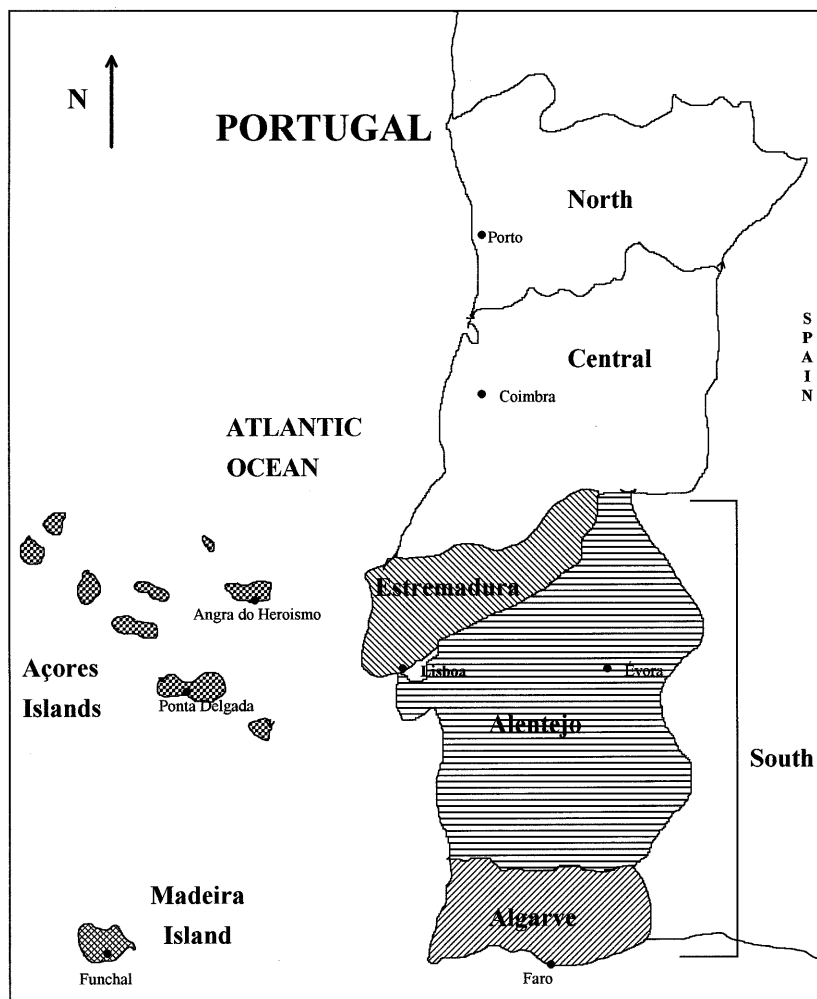 N
PORTUGAL
North
Porto
SPAIN
Central
Coimbra
ATLANTIC
OCEAN
Estremadura
Angra do Heroismo
Açores
Islands
Lisboa
Évora
Ponta Delgada
Alentejo
South
Madeira
Island
Algarve
Funchal
Faro